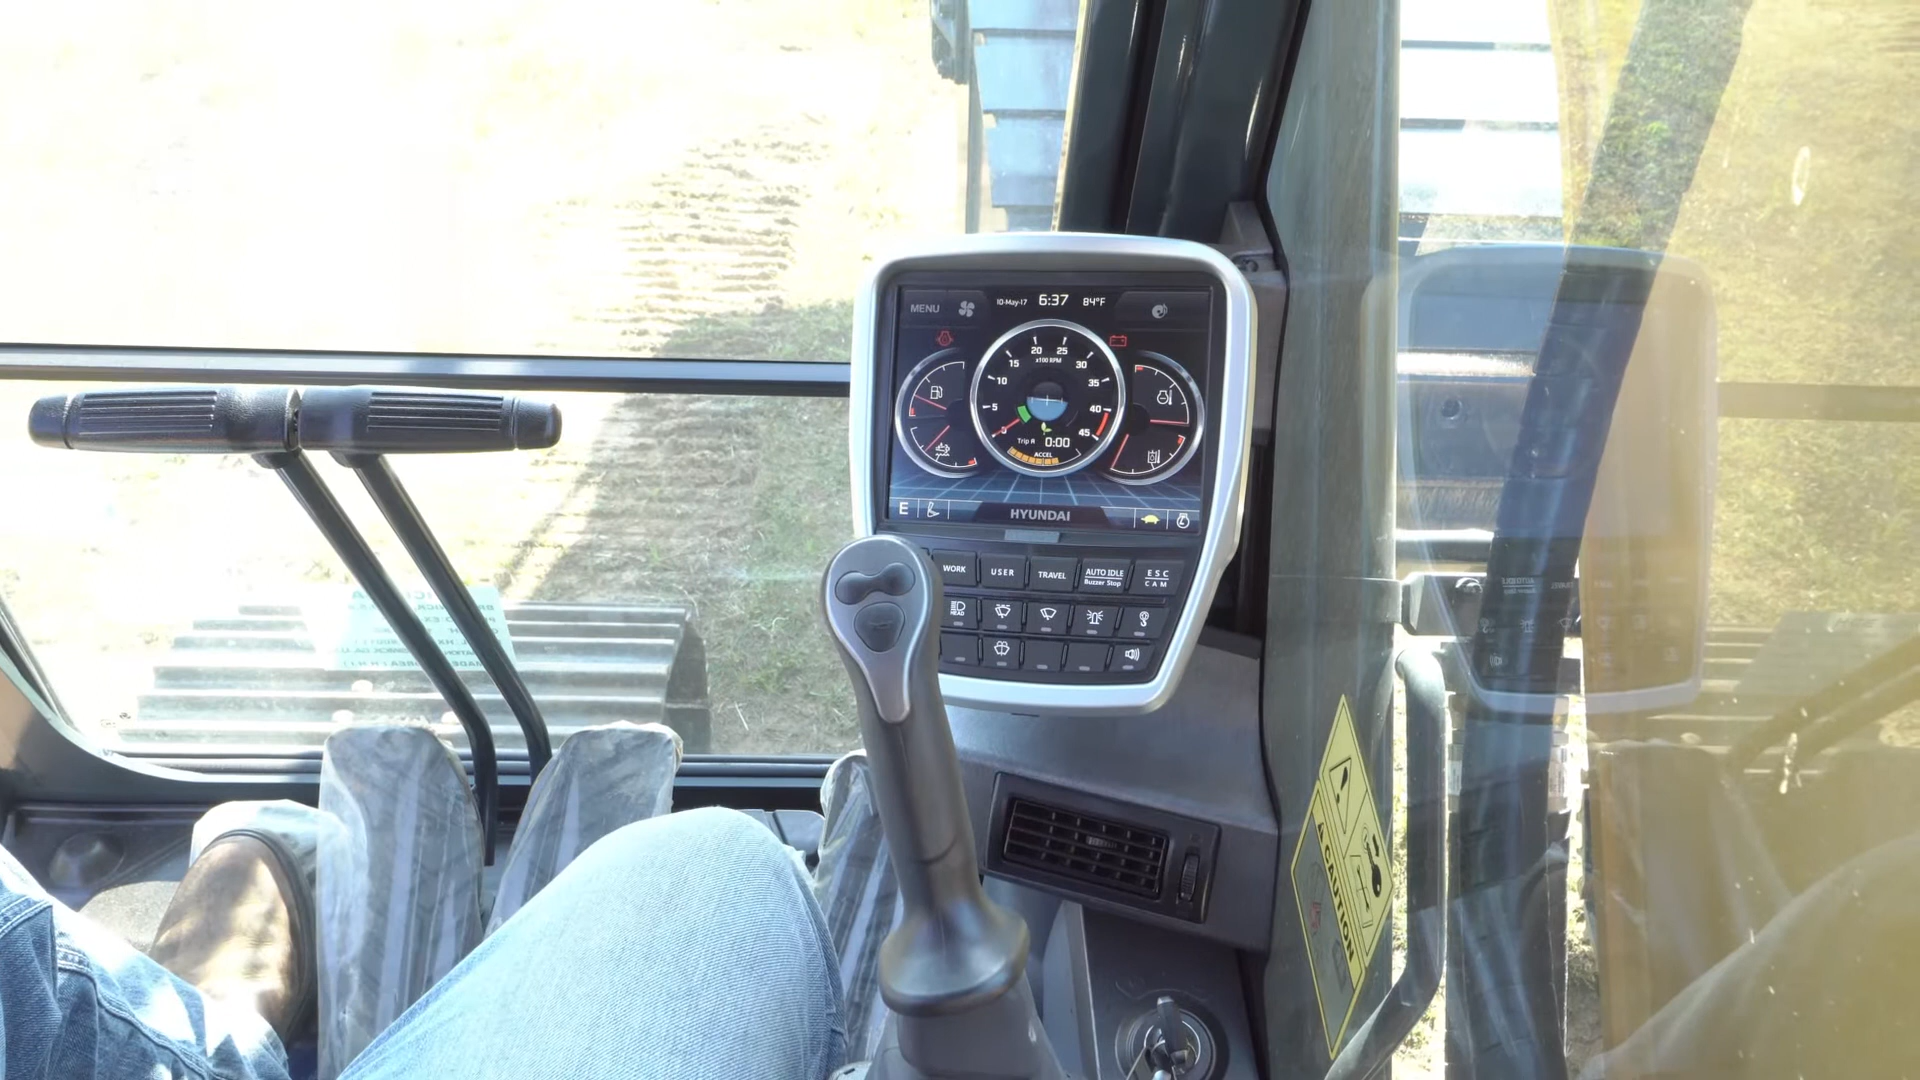 MENU 10-May-17 6:37 84°F
20 25
15 30
x100 RPM
10 35
5 40
0 45
Trip A 0:00
ACCEL
E
HYUNDAI
WORK USER TRAVEL AUTO IDLE ESC
Buzzer Stop CAM
HEAD
CAUTION